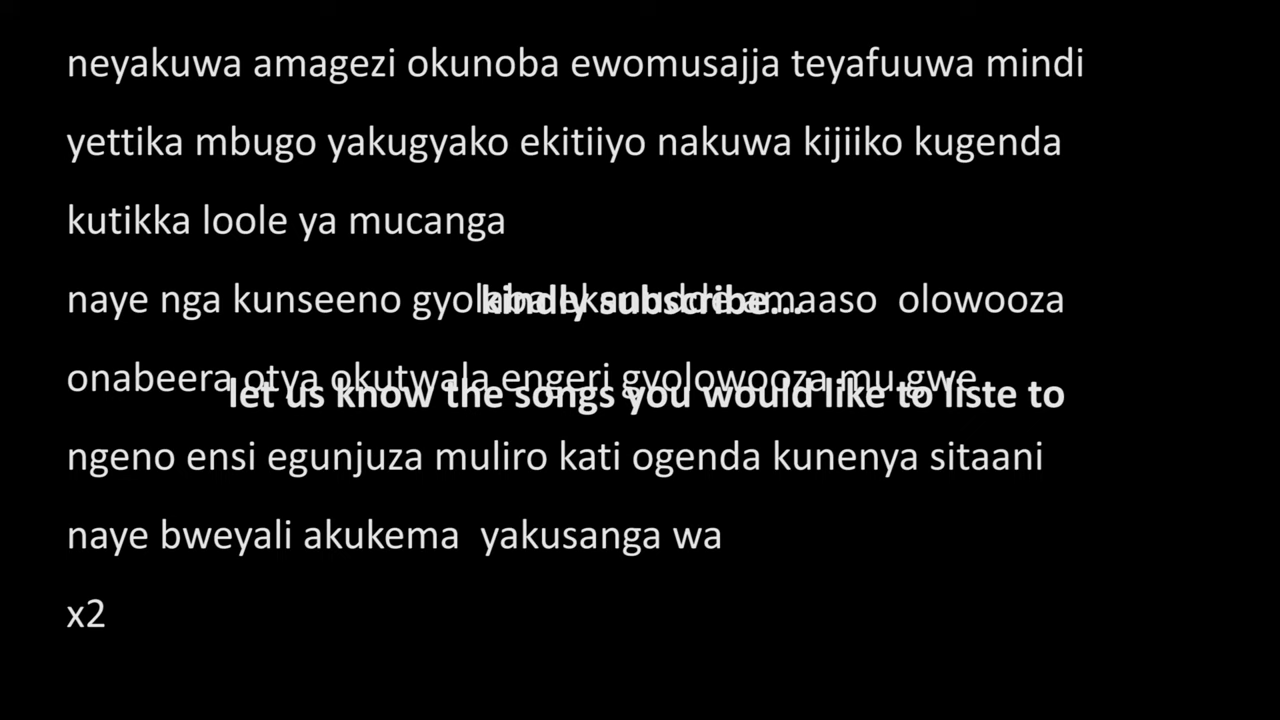 neyakuwa amagezi okunoba ewomusajja teyafuuwa mindi
yettika mbugo yakugyako ekitiiyo nakuwa kijiiko kugenda
kutikka loole ya mucanga
naye nga kunseeno amaaso olowooza
kindly subscribe...
onabeera otya okutwala engeri gyolowooza mu gwe
let us know the songs you would like to liste to
ngeno ensi egunjuza muliro kati ogenda kunenya sitaani
naye bweyali akukema yakusanga wa
x2